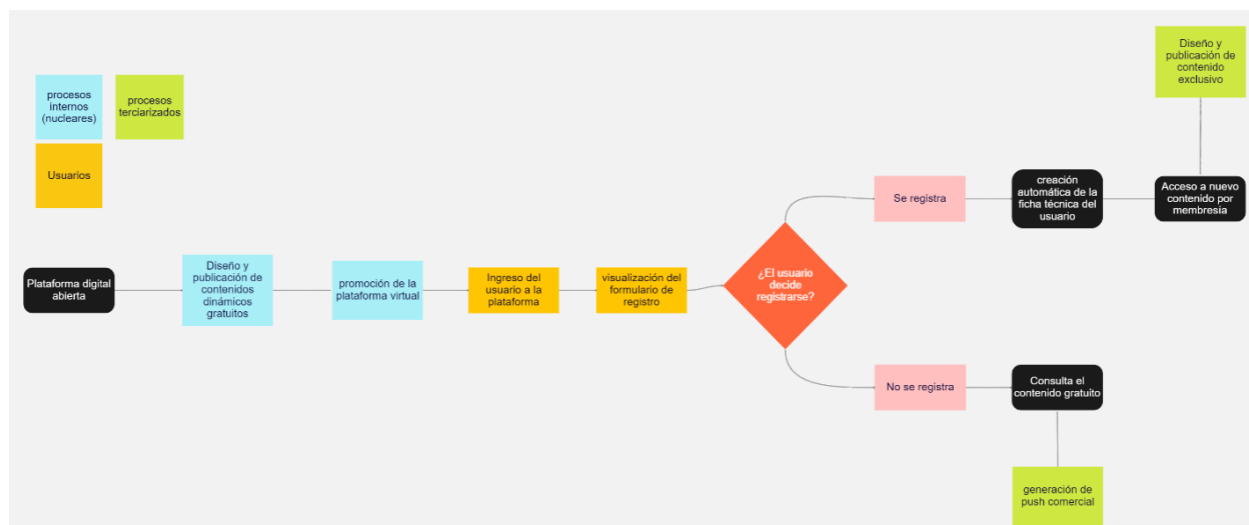 procesos
internos
(nucleares)
procesos
terciarizados
Usuarios
Plataforma digital
abierta
Diseño y
publicación de
contenidos
dinámicos
gratuitos
promoción de la
plataforma virtual
Ingreso del
usuario a la
plataforma
visualización del
formulario de
registro
¿El usuario
decide
registrarse?
Se registra
creación
automática de la
ficha técnica del
usuario
Acceso a nuevo
contenido por
membresía
Diseño y
publicación de
contenido
exclusivo
No se registra
Consulta el
contenido gratuito
generación de
push comercial